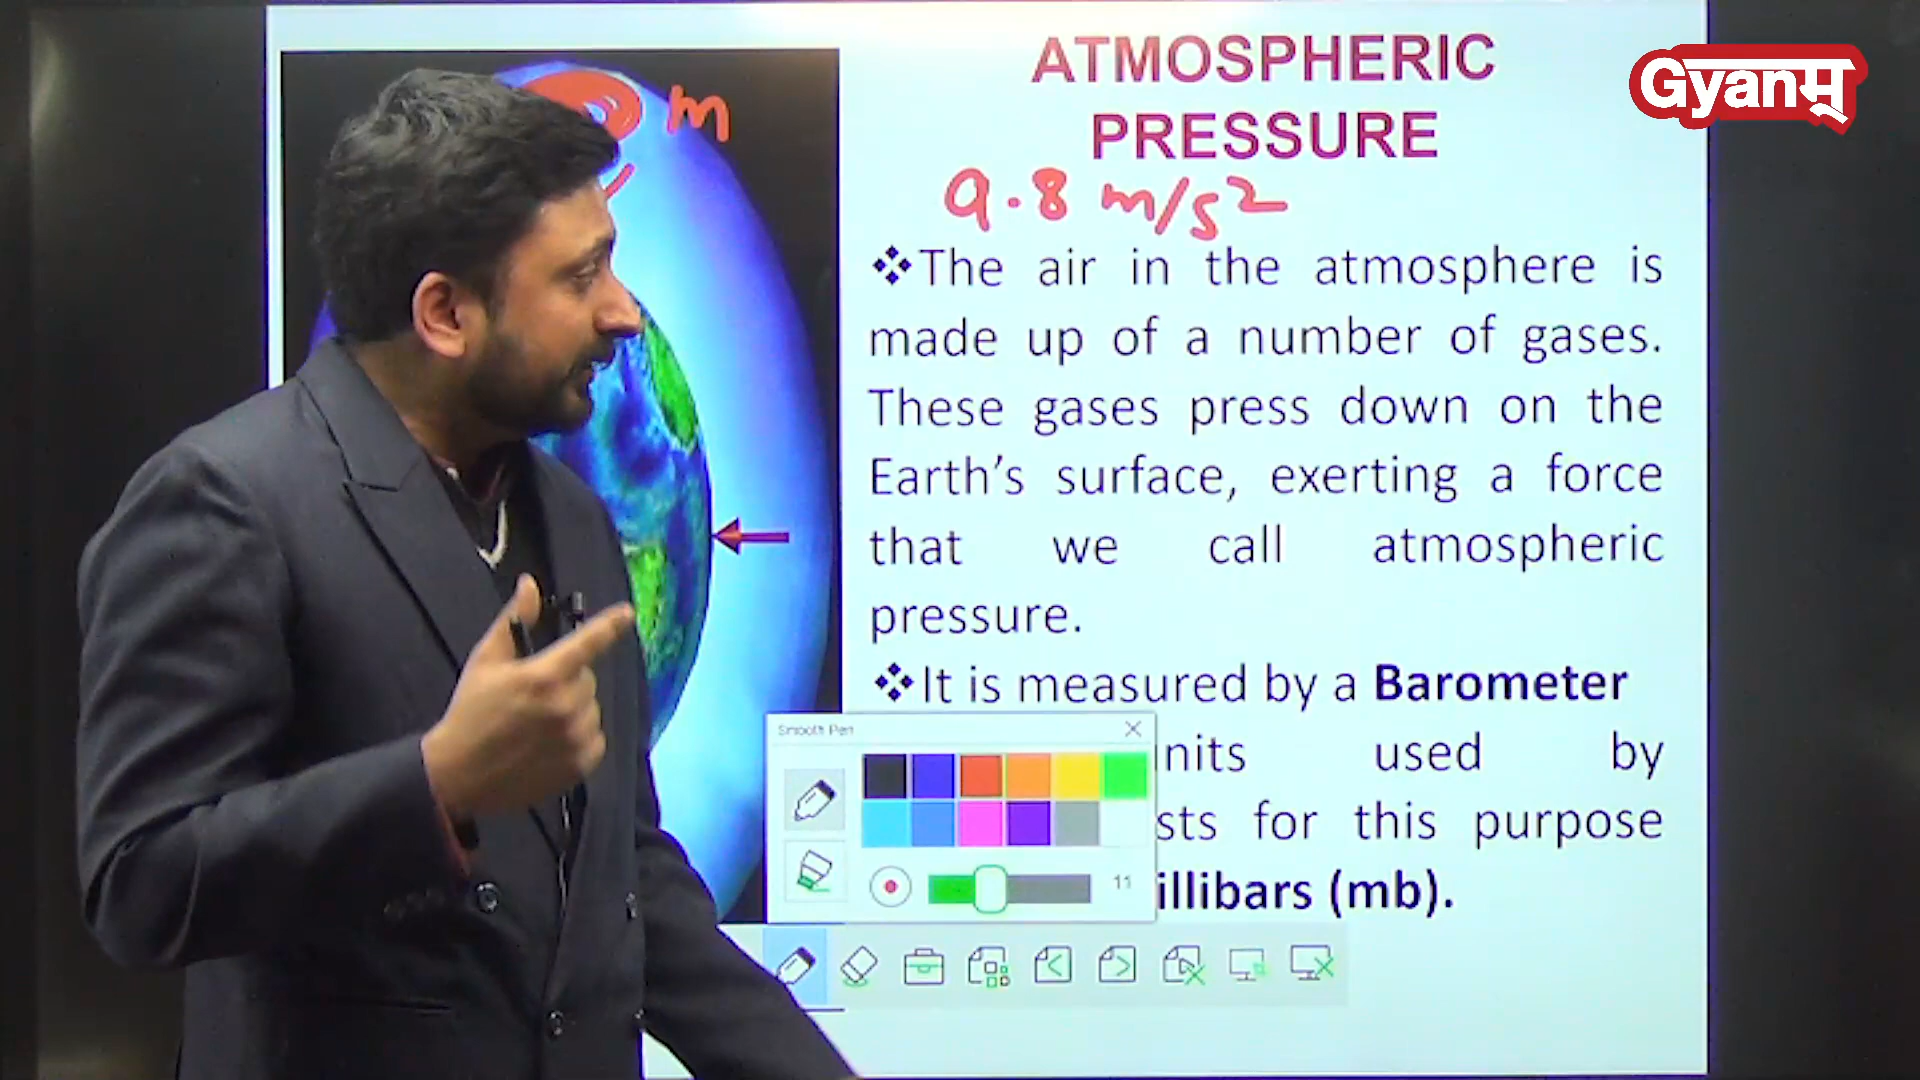 ATMOSPHERIC
PRESSURE
Gyanम्
m
9.8 m/s2
❖The air in the atmosphere is
made up of a number of gases.
These gases press down on the
Earth's surface, exerting a force
that we call atmospheric
pressure.
❖It is measured by a Barometer
nits used by
sts for this purpose
illibars (mb).
Smooth Pen
11